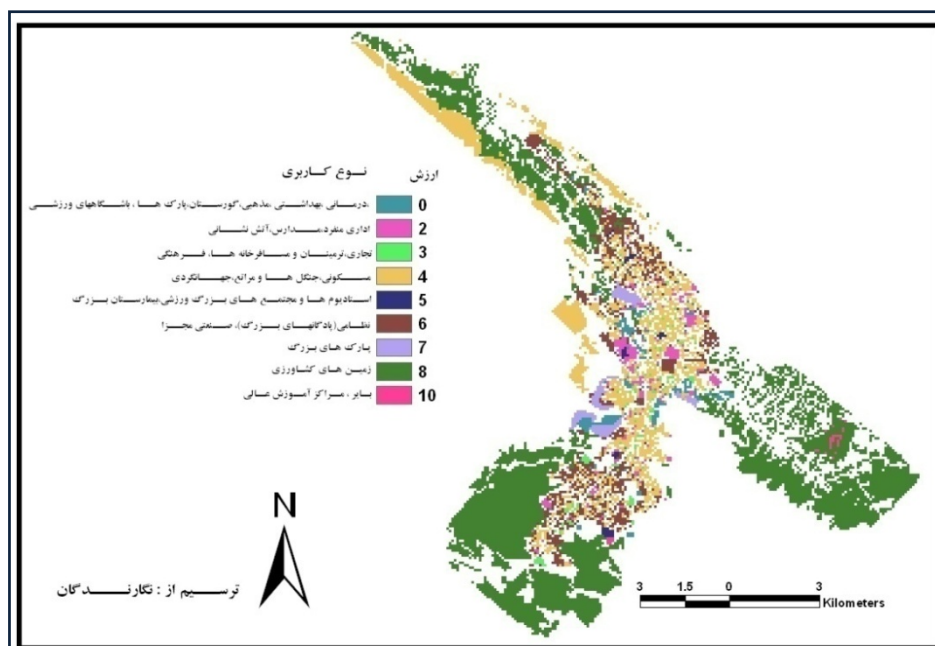 نوع کاربری ارزش
درمانی ،بهداشتی ،مذهبی،گورستان،پارک ها ، باشگاههای ورزشی 0
اداری منفرد،مدارس،آتش نشانی 2
تجاری،ترمینان و مسافرخانه ها، فرهنگی 3
مسکونی،جنگل ها و مراتع،جهانگردی 4
استادیوم ها و مجتمع های بزرگ ورزشی،بیمارستان بزرگ 5
نظامی(پادگانهای بزرگ)، صنعتی مجزا 6
پارک های بزرگ 7
زمین های کشاورزی 8
بایر ، مراکز آموزش عالی 10
N
ترسیم از : نگارندگان
3 1.5 0 3
Kilometers